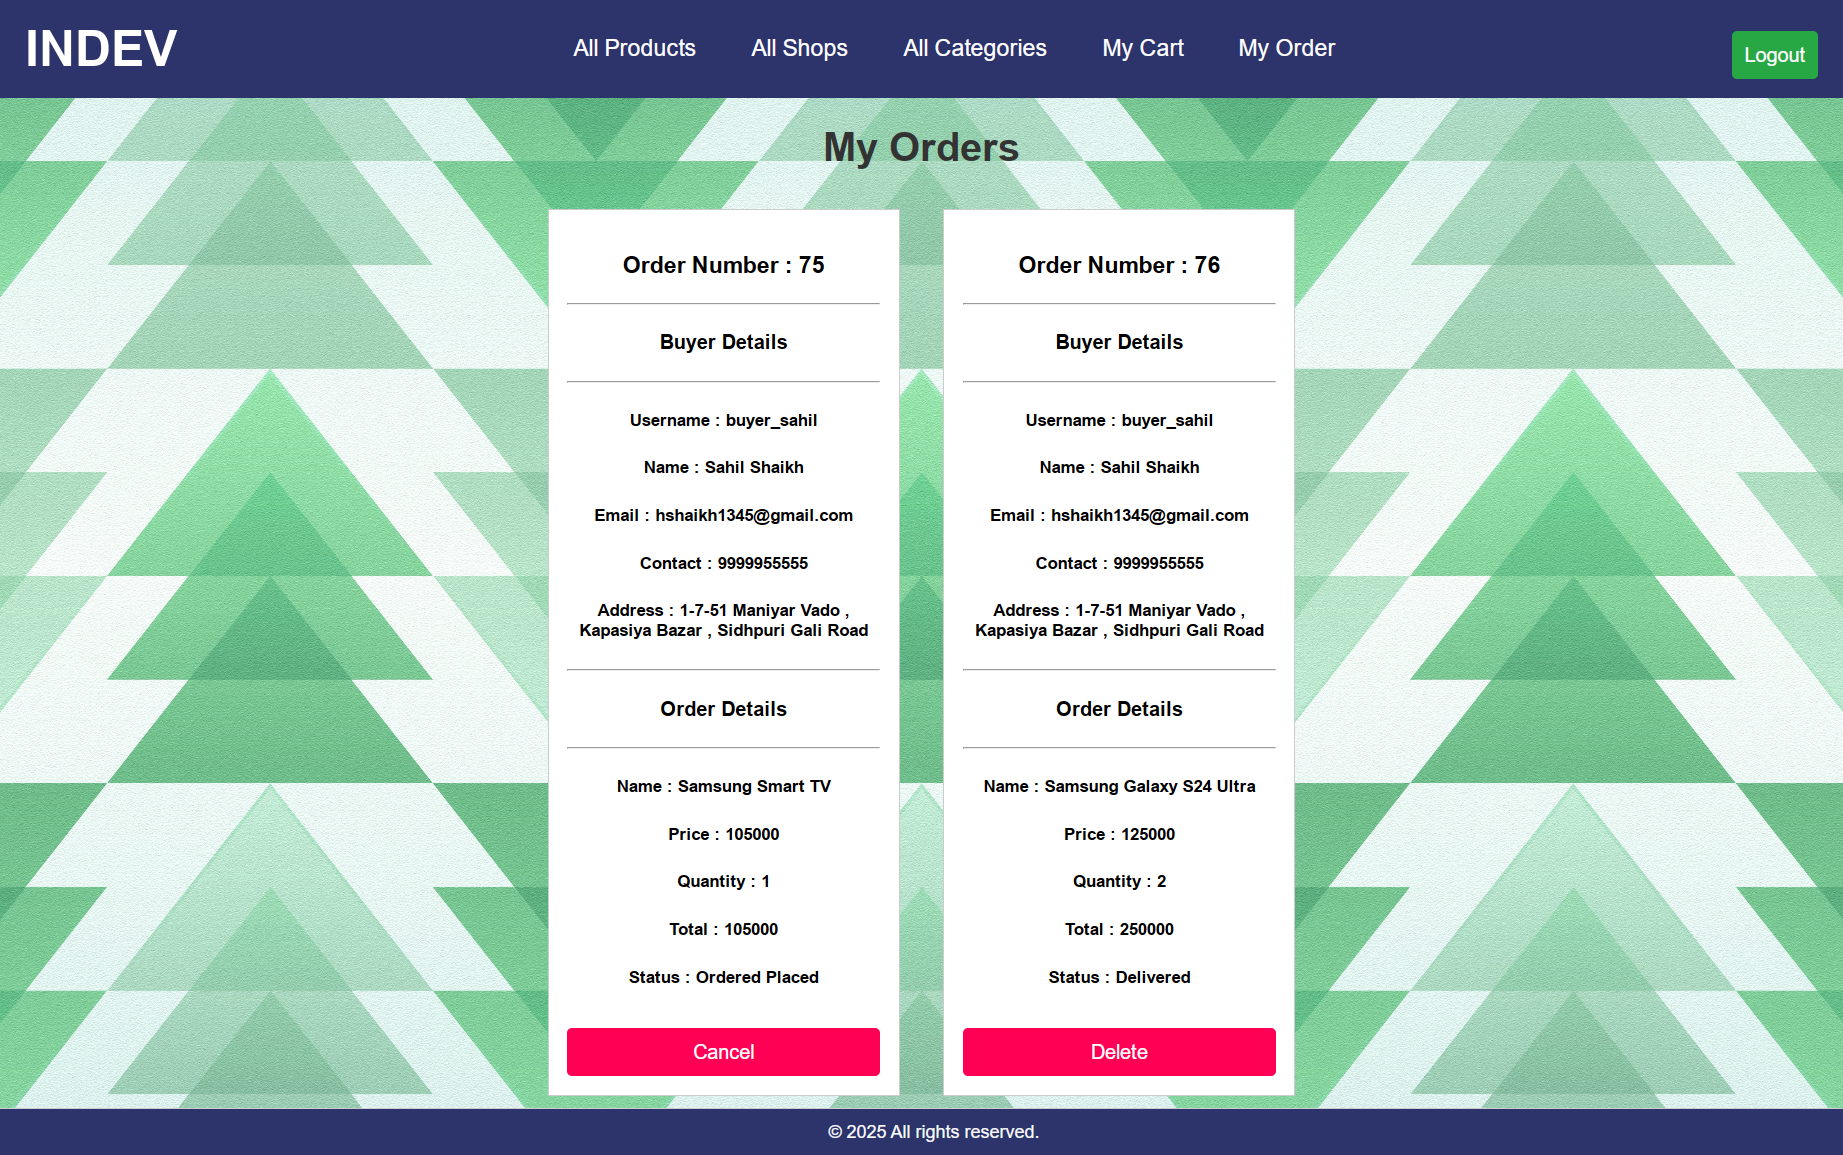 INDEV
All Products
All Shops
All Categories
My Cart
My Order
Logout
My Orders
Order Number : 75
Buyer Details
Username : buyer_sahil
Name : Sahil Shaikh
Email : hshaikh1345@gmail.com
Contact : 9999955555
Address : 1-7-51 Maniyar Vado ,
Kapasiya Bazar , Sidhpuri Gali Road
Order Details
Name : Samsung Smart TV
Price : 105000
Quantity : 1
Total : 105000
Status : Ordered Placed
Cancel
Order Number : 76
Buyer Details
Username : buyer_sahil
Name : Sahil Shaikh
Email : hshaikh1345@gmail.com
Contact : 9999955555
Address : 1-7-51 Maniyar Vado ,
Kapasiya Bazar , Sidhpuri Gali Road
Order Details
Name : Samsung Galaxy S24 Ultra
Price : 125000
Quantity : 2
Total : 250000
Status : Delivered
Delete
© 2025 All rights reserved.